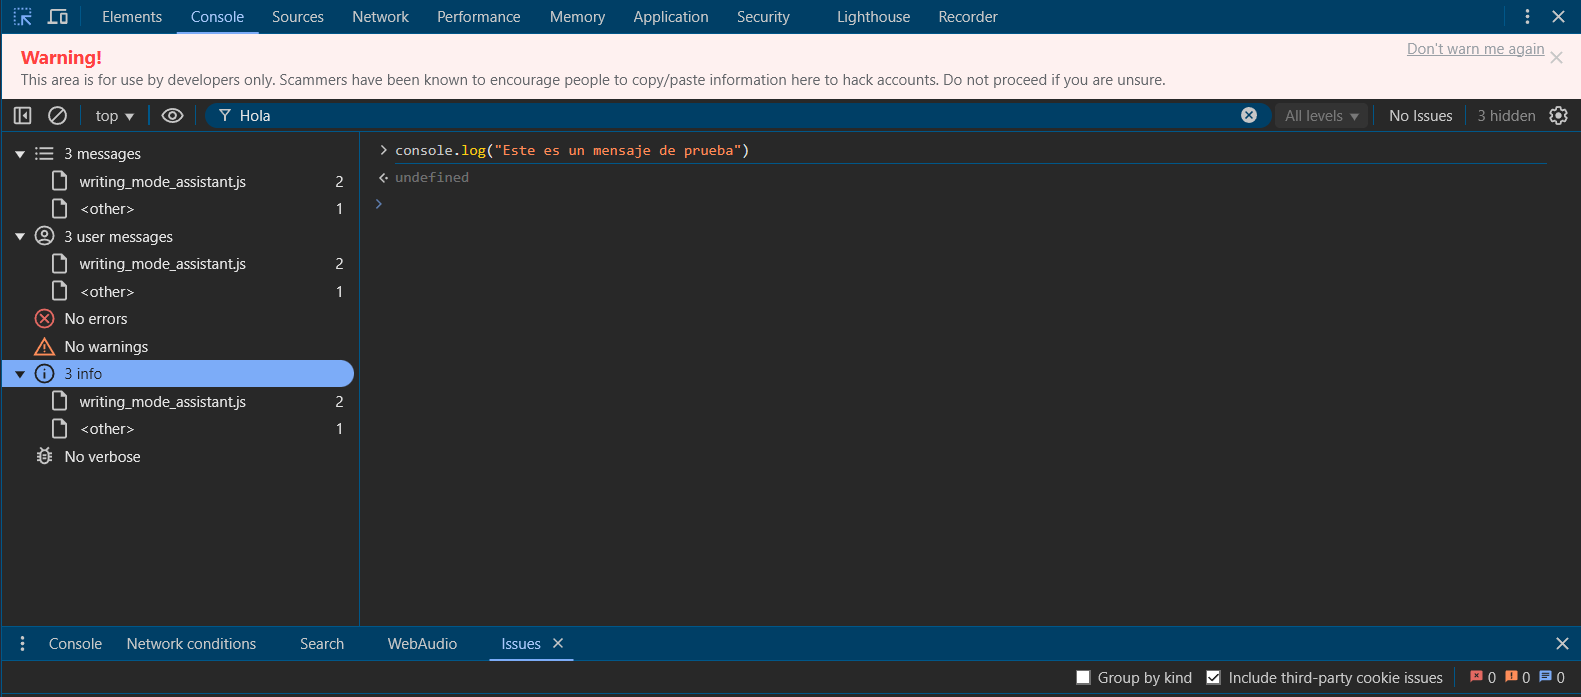 Elements Console Sources Network Performance Memory Application Security Lighthouse Recorder
Warning!
Don't warn me again
This area is for use by developers only. Scammers have been known to encourage people to copy/paste information here to hack accounts. Do not proceed if you are unsure.
top Hola All levels No Issues 3 hidden
3 messages
writing_mode_assistant.js 2
<other> 1
3 user messages
writing_mode_assistant.js 2
<other> 1
No errors
No warnings
3 info
writing_mode_assistant.js 2
<other> 1
No verbose
console.log("Este es un mensaje de prueba")
undefined
Console Network conditions Search WebAudio Issues
Group by kind Include third-party cookie issues 0 0 0